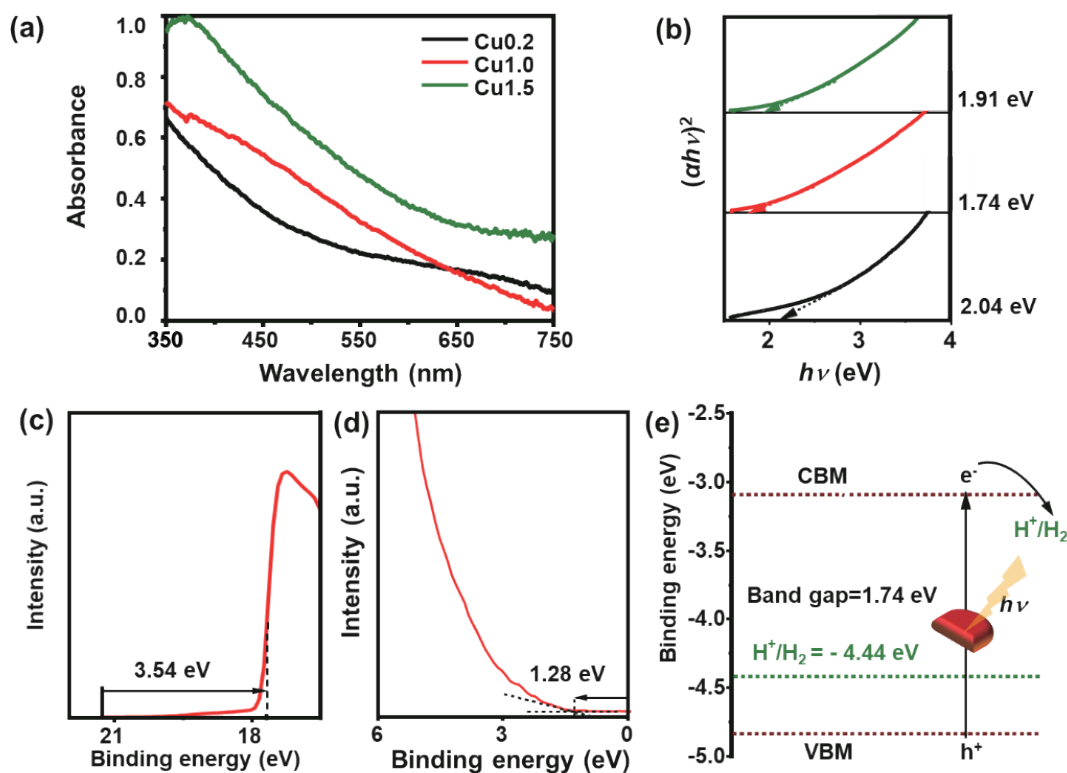 (a)
1.0
0.8
0.6
0.4
0.2
0.0
Absorbance
Cu0.2
Cu1.0
Cu1.5
350
450
550
650
750
Wavelength (nm)
(b)
(αhν)²
1.91 eV
1.74 eV
2.04 eV
2
3
4
hν (eV)
(c)
Intensity (a.u.)
3.54 eV
21
18
Binding energy (eV)
(d)
Intensity (a.u.)
1.28 eV
6
3
0
Binding energy (eV)
(e)
-2.5
-3.0
-3.5
-4.0
-4.5
-5.0
Binding energy (eV)
CBM
e⁻
H⁺/H₂
Band gap=1.74 eV
hν
H⁺/H₂ = - 4.44 eV
VBM
h⁺